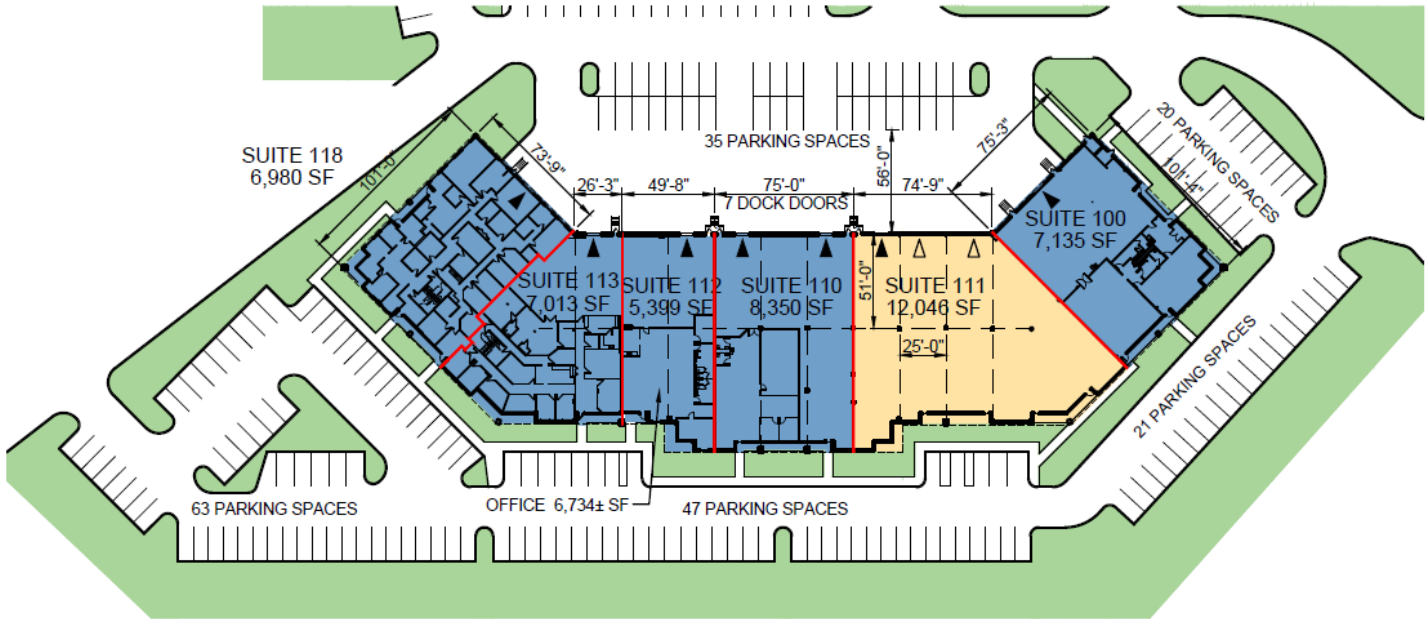 20 PARKING SPACES
35 PARKING SPACES
75'-3"
SUITE 118
6,980 SF
101'-0"
73'-9"
56'-0"
101'-4"
26'-3"
49'-8"
75'-0"
74'-9"
7 DOCK DOORS
SUITE 100
7,135 SF
SUITE 113
7,013 SF
SUITE 112
5,399 SF
SUITE 110
8,350 SF
51'-0"
SUITE 111
12,046 SF
25'-0"
21 PARKING SPACES
63 PARKING SPACES
OFFICE 6,734± SF
47 PARKING SPACES